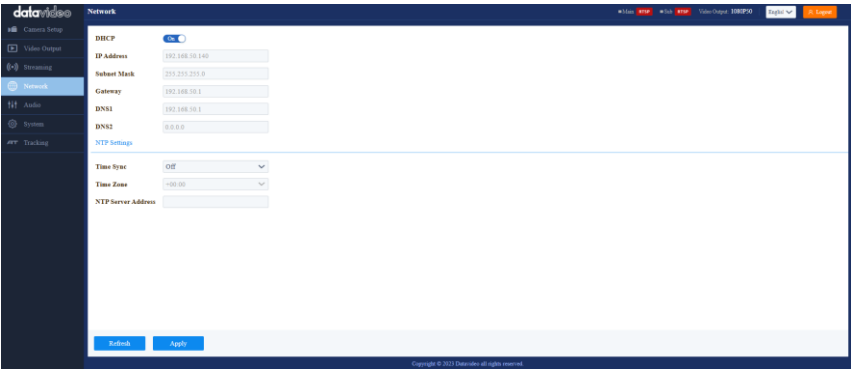 datavideo
Network
Main RTSP Sub RTSP Video Output 1080P50 English Logout
Camera Setup
Video Output
Streaming
Network
Audio
System
Tracking
DHCP On
IP Address 192.168.50.140
Subnet Mask 255.255.255.0
Gateway 192.168.50.1
DNS1 192.168.50.1
DNS2 0.0.0.0
NTP Settings
Time Sync Off
Time Zone +00:00
NTP Server Address
Refresh Apply
Copyright © 2023 Datavideo all rights reserved